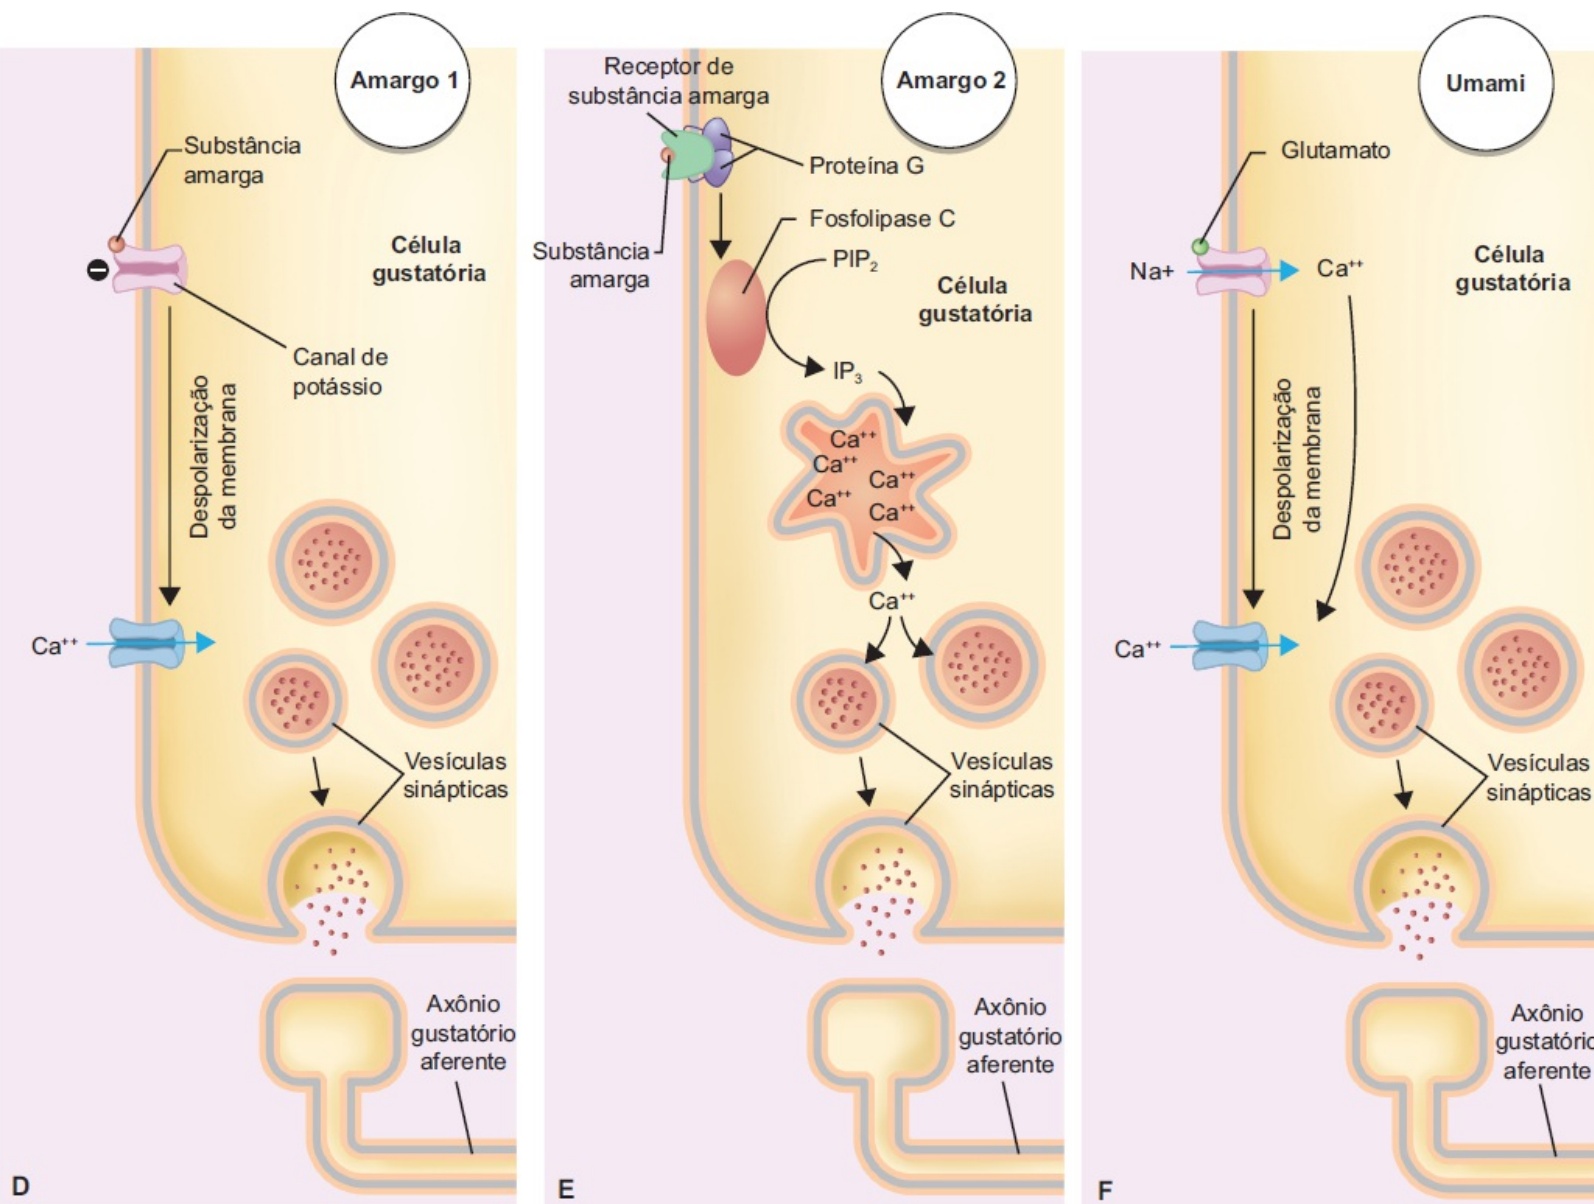 Amargo 1
Substância
amarga
Célula
gustatória
Canal de
potássio
Despolarização
da membrana
Ca++
Vesículas
sinápticas
Axônio
gustatório
aferente
D
Amargo 2
Receptor de
substância amarga
Proteína G
Fosfolipase C
Substância
amarga
PIP2
Célula
gustatória
IP3
Ca++
Ca++
Ca++
Ca++
Ca++
Ca++
Vesículas
sinápticas
Axônio
gustatório
aferente
E
Umami
Glutamato
Na+
Ca++
Célula
gustatória
Despolarização
da membrana
Ca++
Vesículas
sinápticas
Axônio
gustatório
aferente
F